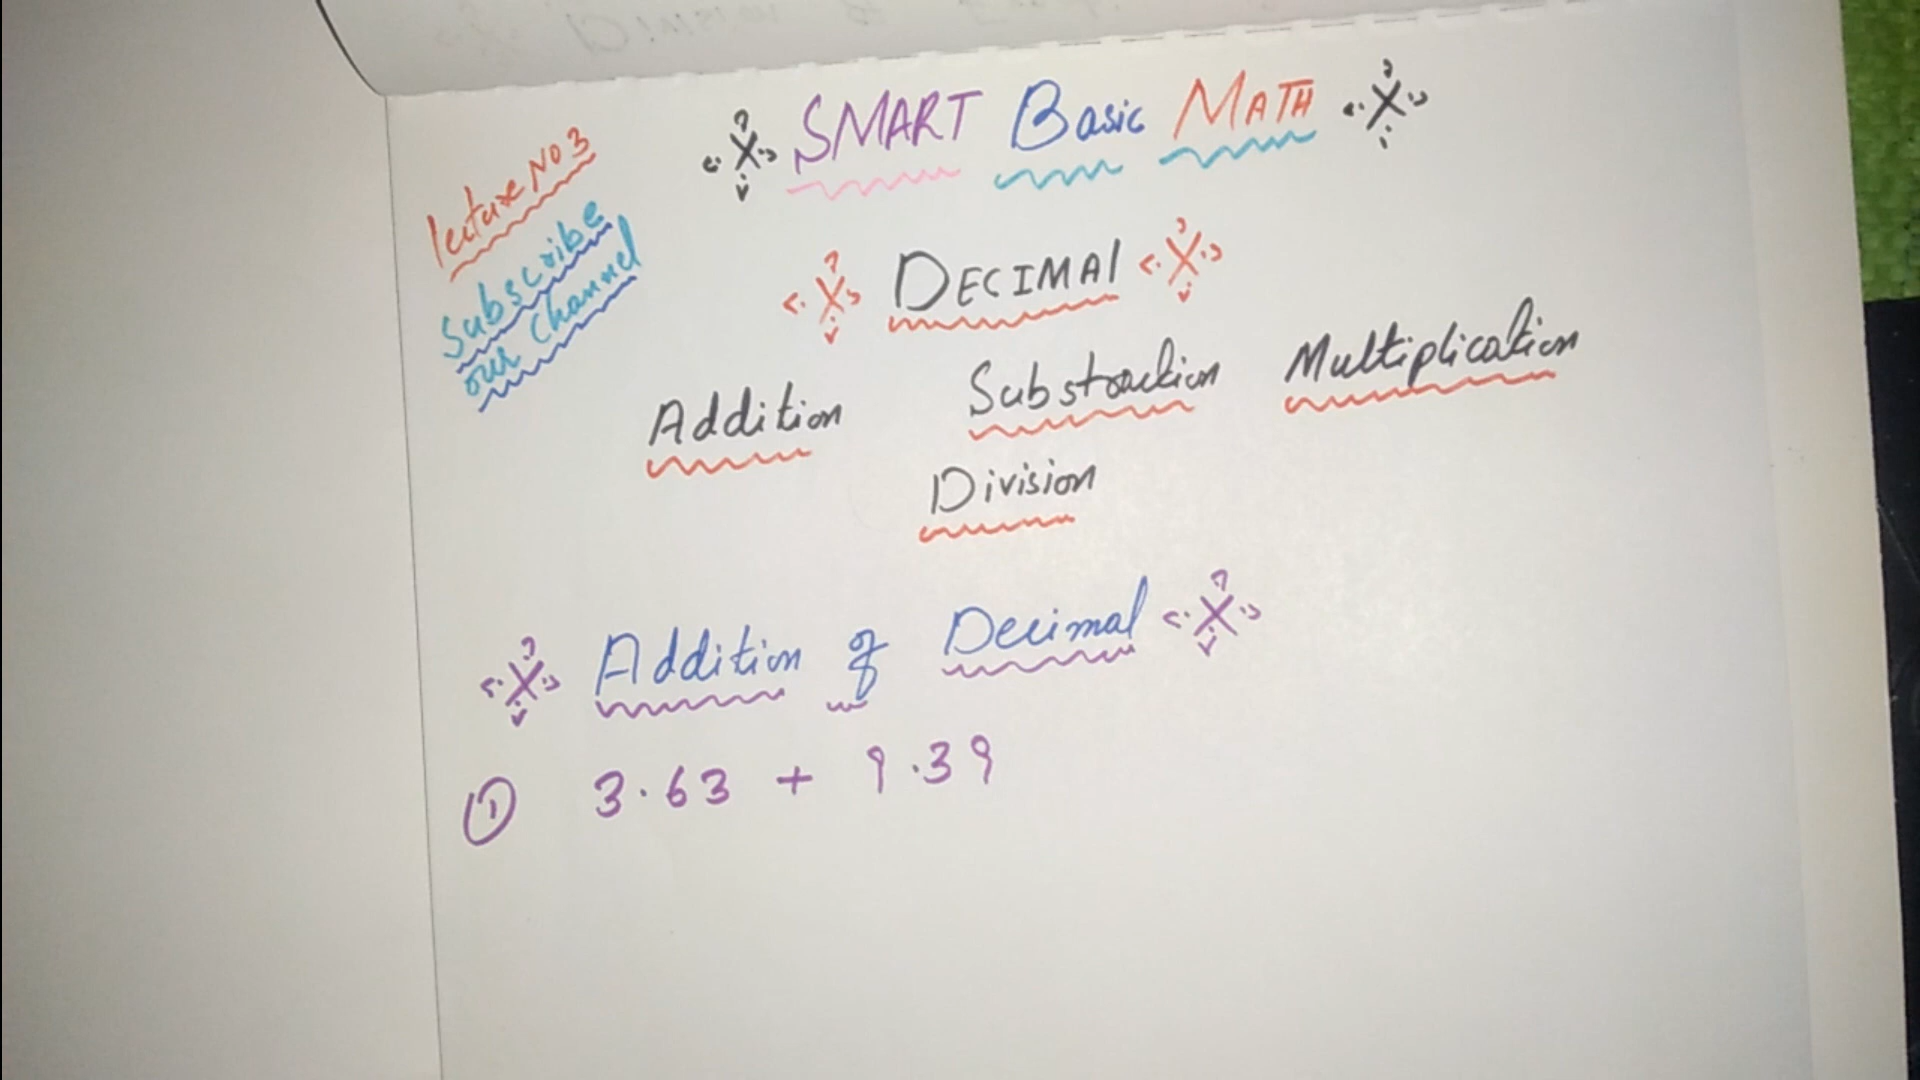 SMART Basic MATH
Lecture No 3
Subscribe
our Channel
DECIMAL
Addition Substraction Multiplication
Division
Addition of Decimal
① 3.63 + 9.39